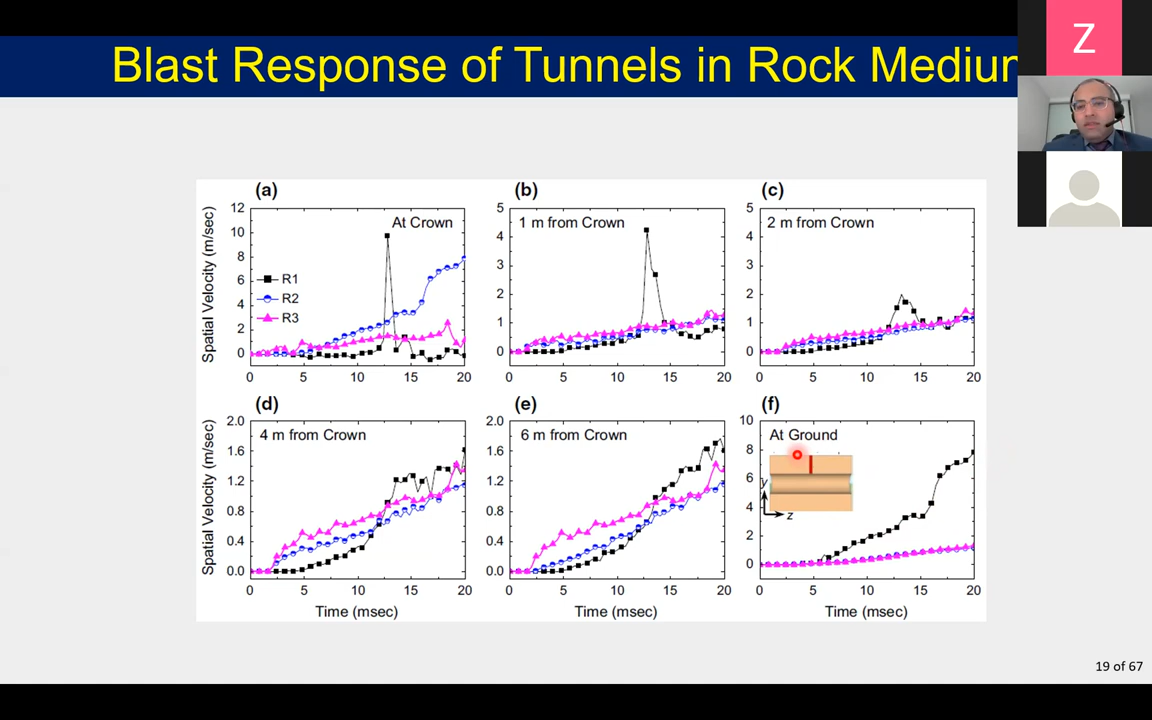 Blast Response of Tunnels in Rock Medium
Z
(a)
(b)
(c)
Spatial Velocity (m/sec)
12
10
8
6
4
2
0
At Crown
R1
R2
R3
0 5 10 15 20
5
4
3
2
1
0
1 m from Crown
0 5 10 15 20
5
4
3
2
1
0
2 m from Crown
0 5 10 15 20
(d)
(e)
(f)
Spatial Velocity (m/sec)
2.0
1.6
1.2
0.8
0.4
0.0
4 m from Crown
0 5 10 15 20
Time (msec)
2.0
1.6
1.2
0.8
0.4
0.0
6 m from Crown
0 5 10 15 20
Time (msec)
10
8
6
4
2
0
At Ground
y
z
0 5 10 15 20
Time (msec)
19 of 67